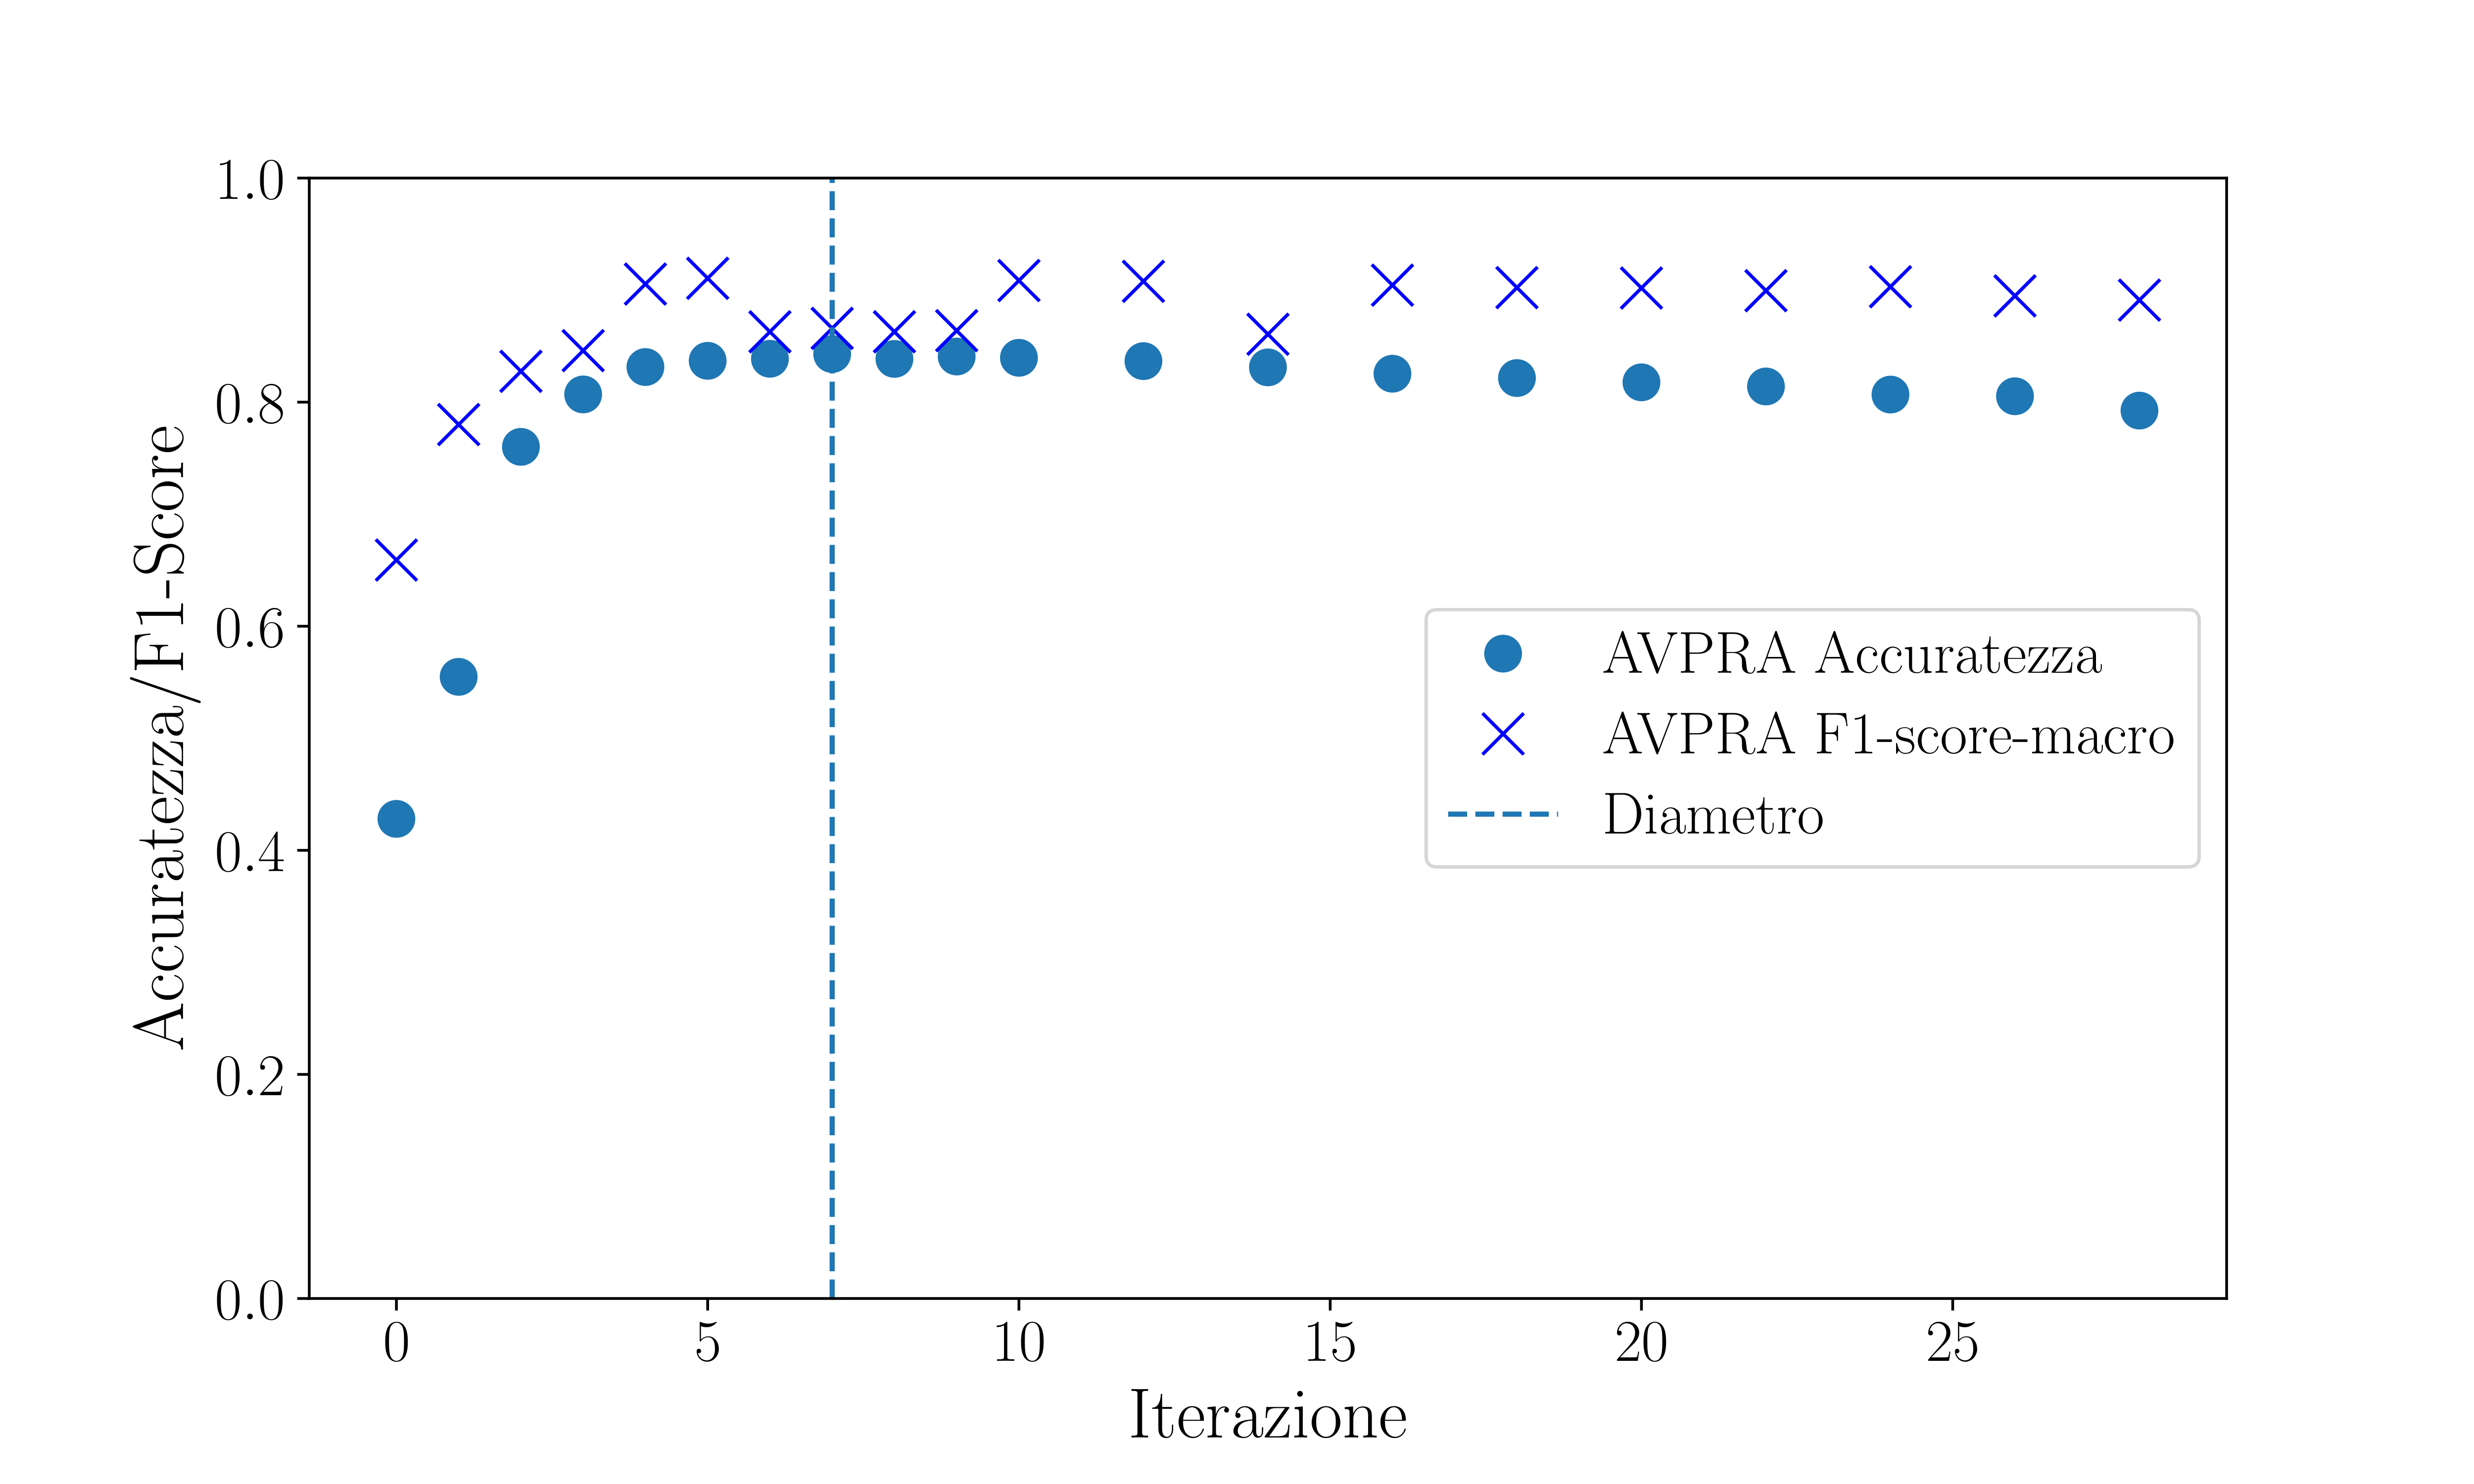 1.0
0.8
0.6
0.4
0.2
0.0
Accuratezza/F1-Score
AVPRA Accuratezza
AVPRA F1-score-macro
Diametro
0 5 10 15 20 25
Iterazione